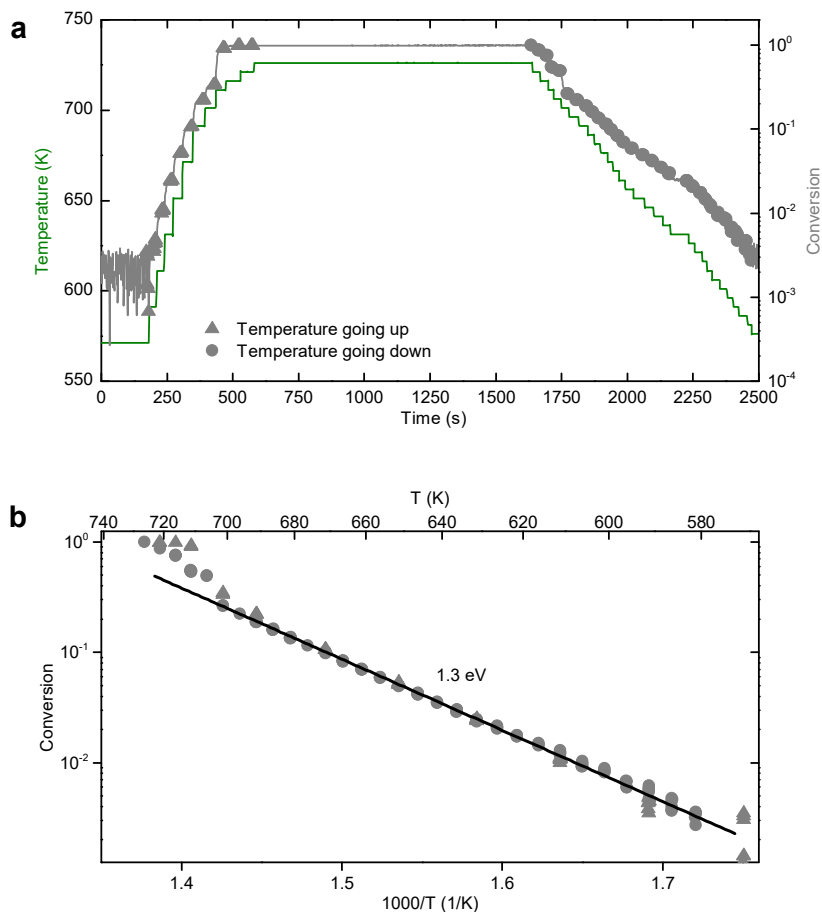 a
750
700
650
600
550
Temperature (K)
10^0
10^-1
10^-2
10^-3
10^-4
Conversion
Temperature going up
Temperature going down
0 250 500 750 1000 1250 1500 1750 2000 2250 2500
Time (s)
b
T (K)
740 720 700 680 660 640 620 600 580
10^0
10^-1
10^-2
Conversion
1.3 eV
1.4 1.5 1.6 1.7
1000/T (1/K)